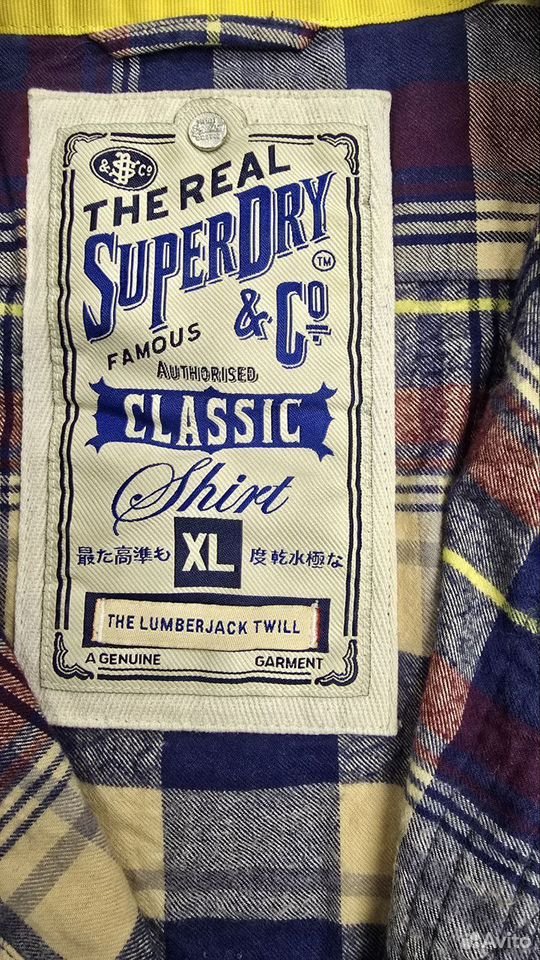 & Co
THE REAL
SUPERDRY
TM
FAMOUS & Co
AUTHORISED
CLASSIC
Shirt
最た高準も XL 度乾水極な
THE LUMBERJACK TWILL
A GENUINE GARMENT
Avito